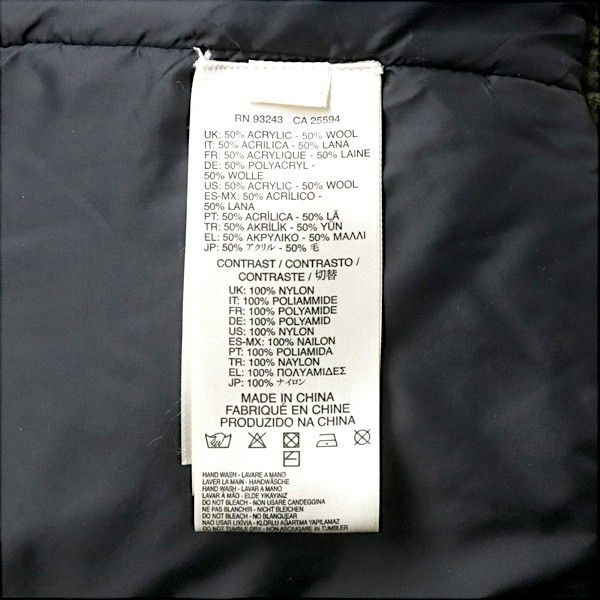 RN 93243 CA 25594
UK: 50% ACRYLIC - 50% WOOL
IT: 50% ACRILICA - 50% LANA
FR: 50% ACRYLIQUE - 50% LAINE
DE: 50% POLYACRYL -
50% WOLLE
US: 50% ACRYLIC - 50% WOOL
ES-MX: 50% ACRÍLICO -
50% LANA
PT: 50% ACRÍLICA - 50% LÃ
TR: 50% AKRİLİK - 50% YÜN
EL: 50% ΑΚΡΥΛΙΚΟ - 50% ΜΑΛΛΙ
JP: 50% アクリル - 50% 毛
CONTRAST / CONTRASTO /
CONTRASTE / 切替
UK: 100% NYLON
IT: 100% POLIAMMIDE
FR: 100% POLYAMIDE
DE: 100% POLYAMID
US: 100% NYLON
ES-MX: 100% NAILON
PT: 100% POLIAMIDA
TR: 100% NAYLON
EL: 100% ΠΟΛΥΑΜΙΔΕΣ
JP: 100% ナイロン
MADE IN CHINA
FABRIQUÉ EN CHINE
PRODUZIDO NA CHINA
HAND WASH - LAVARE A MANO
LAVER LA MAIN - HANDWÄSCHE
HAND WASH - LAVAR A MANO
LAVAR À MÃO - ELDE YIKAYINIZ
DO NOT BLEACH - NON USARE CANDEGGINA
NE PAS BLANCHIR - NICHT BLEICHEN
DO NOT BLEACH - NO BLANQUEAR
NÃO USAR LIXÍVIA - KLORLU AĞARTMA YAPILAMAZ
DO NOT TUMBLE DRY - NON